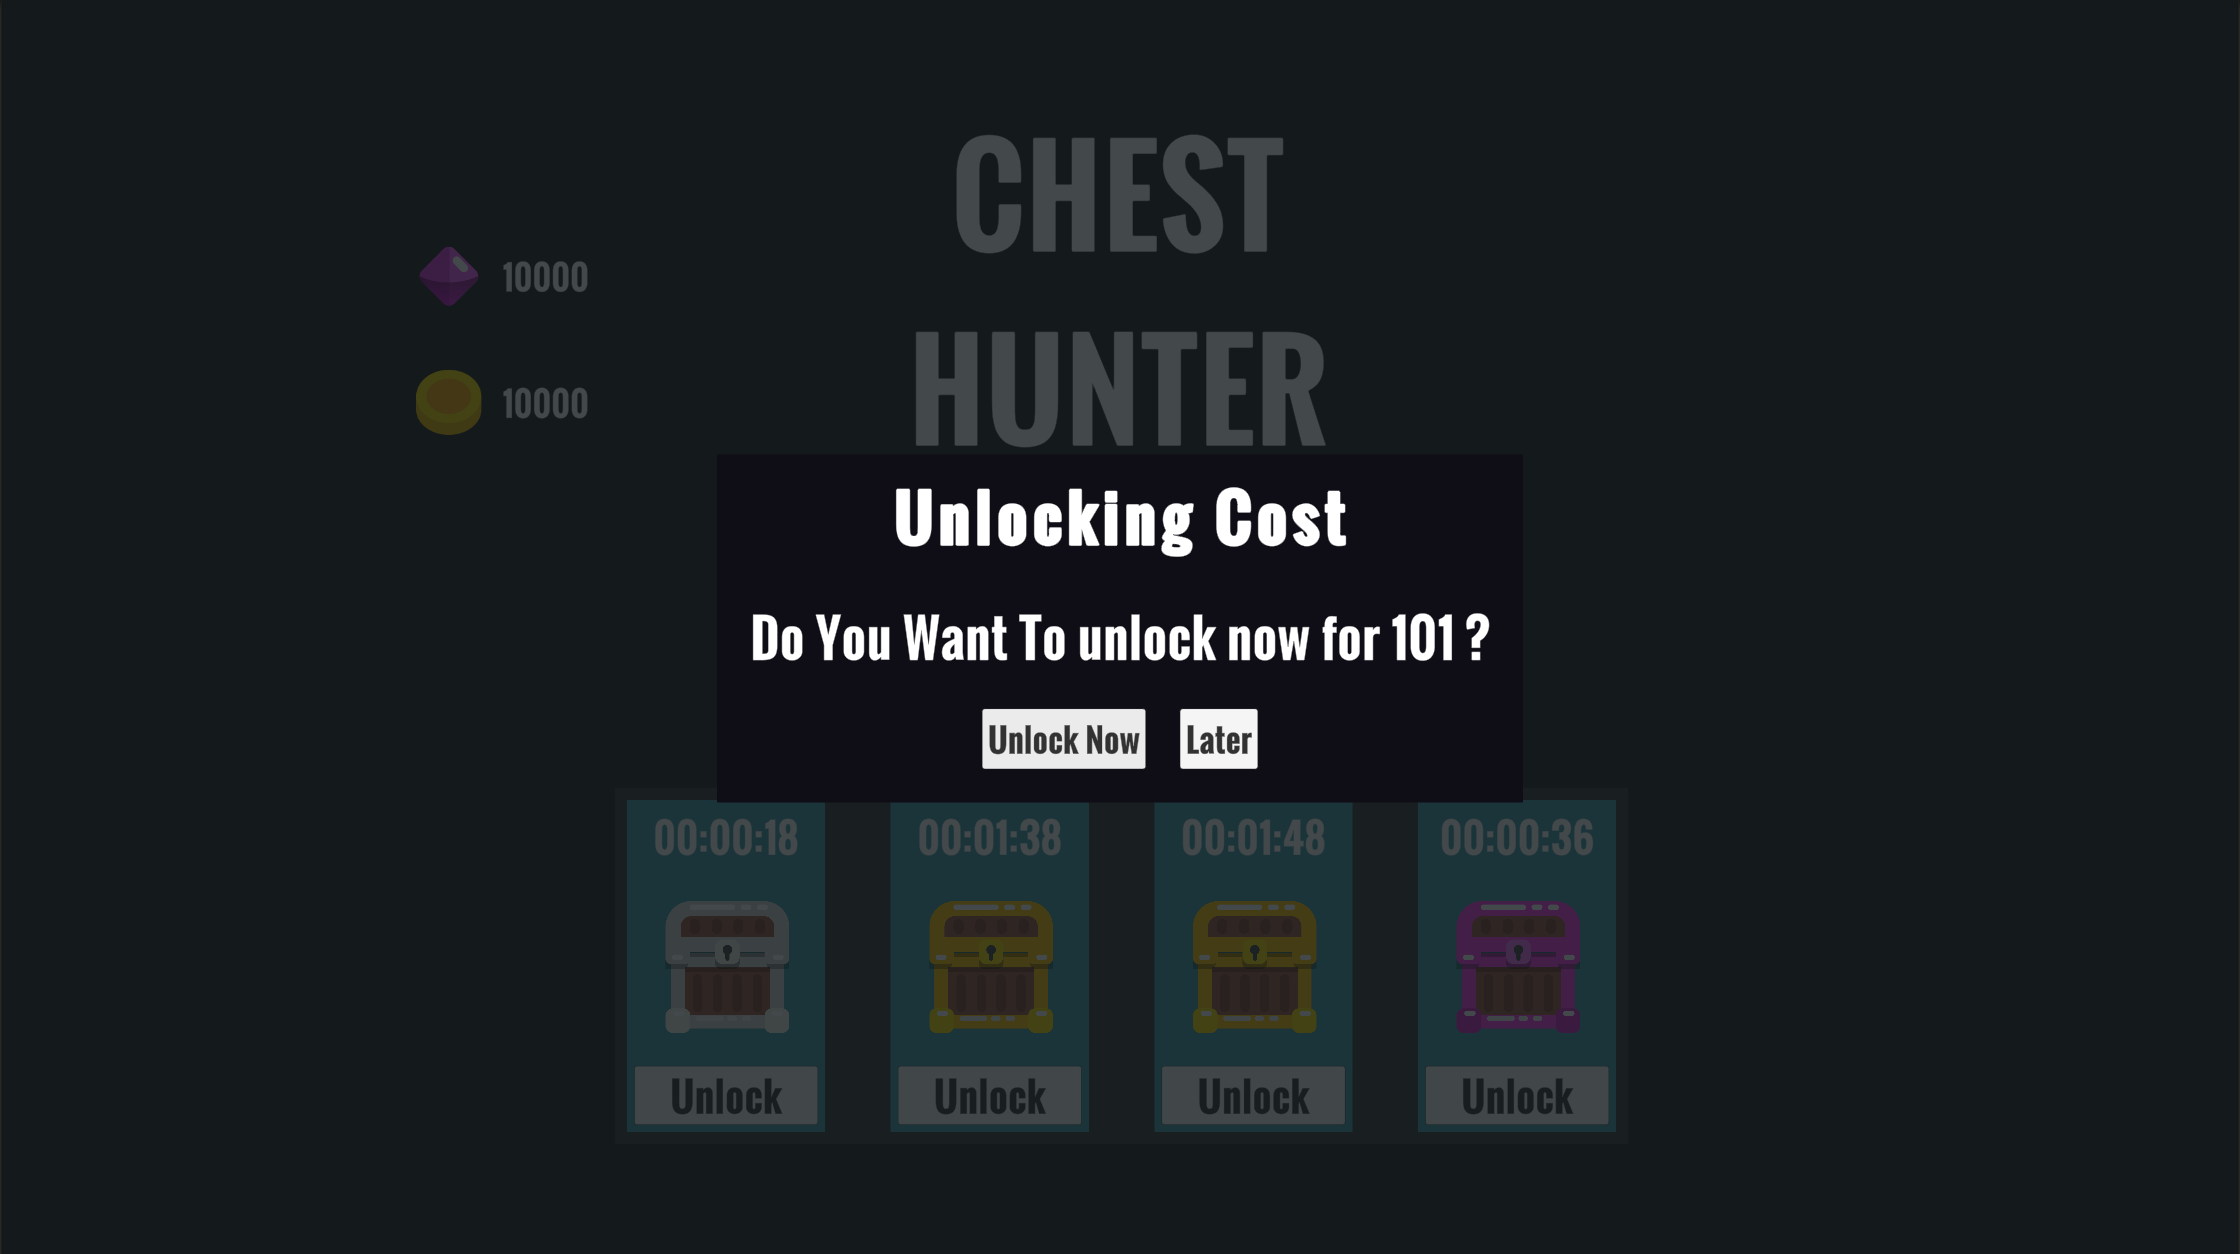 CHEST
HUNTER
10000
10000
Unlocking Cost
Do You Want To unlock now for 101 ?
Unlock Now
Later
00:00:18
00:01:38
00:01:48
00:00:36
Unlock
Unlock
Unlock
Unlock